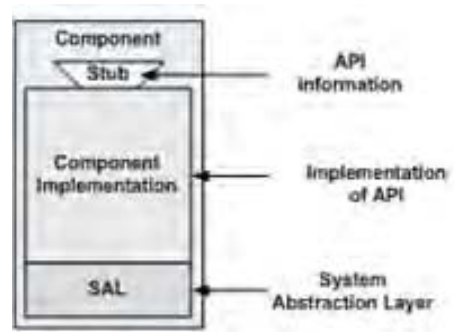 Component
Stub
API
information
Component
Implementation
Implementation
of API
SAL
System
Abstraction Layer